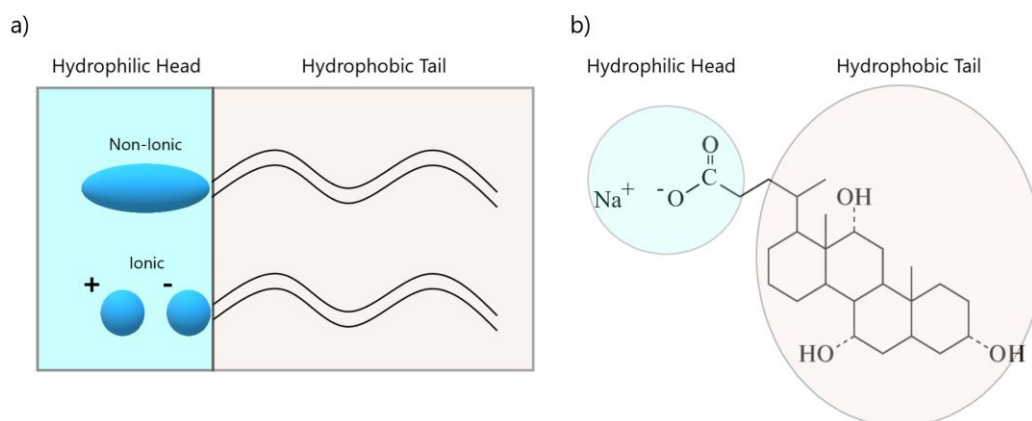 a)
Hydrophilic Head
Hydrophobic Tail
Non-Ionic
Ionic
+
-
b)
Hydrophilic Head
Hydrophobic Tail
O
C
Na+
-O
OH
HO
OH